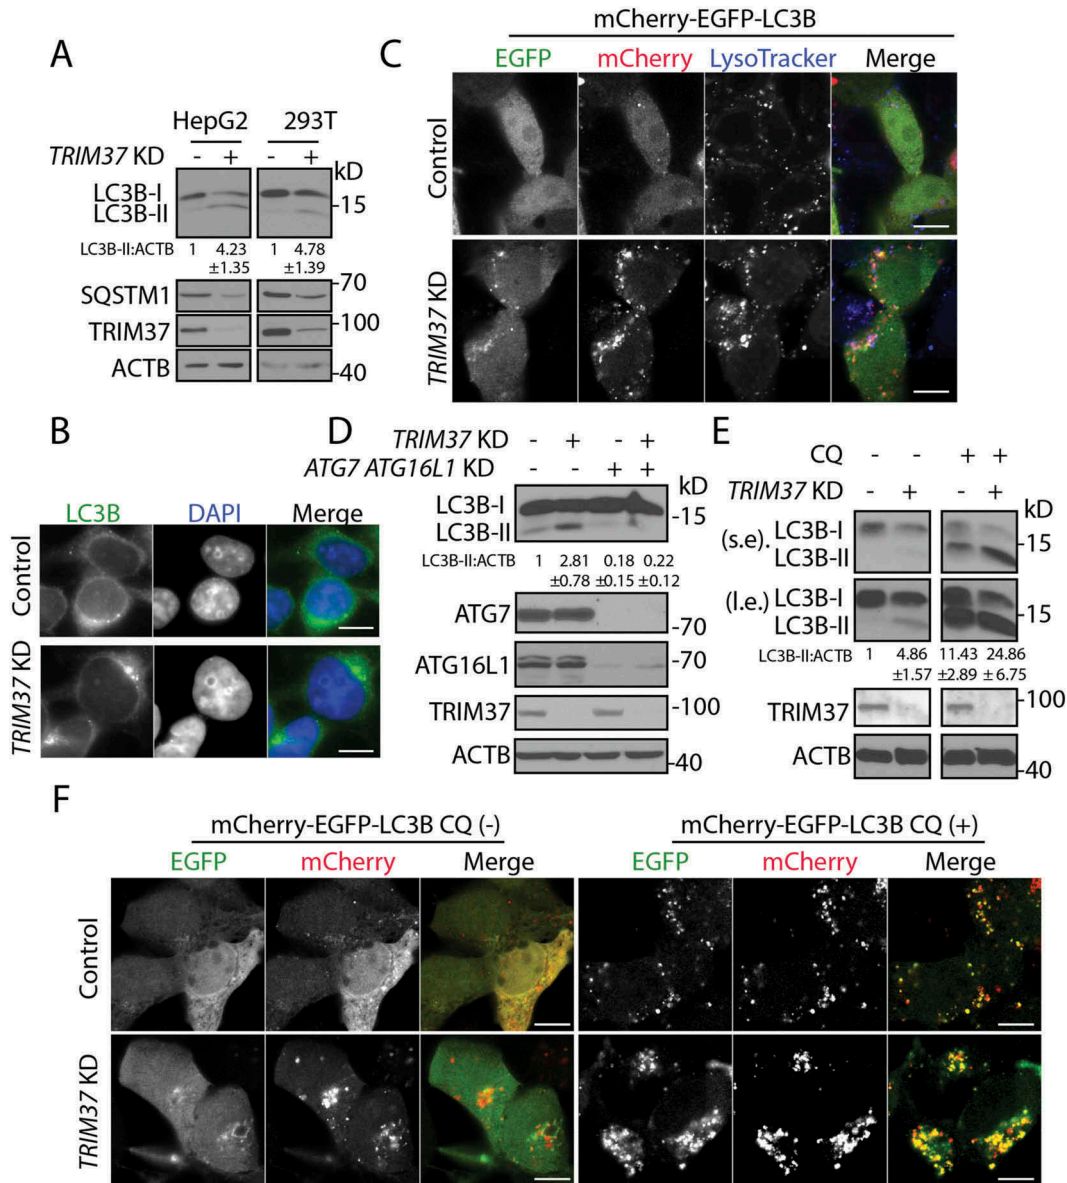 A
HepG2 293T
TRIM37 KD - + - +
kD
LC3B-I
LC3B-II
-15
LC3B-II:ACTB 1 4.23 1 4.78
±1.35 ±1.39
SQSTM1 -70
TRIM37 -100
ACTB -40
B
LC3B DAPI Merge
Control
TRIM37 KD
C
mCherry-EGFP-LC3B
EGFP mCherry LysoTracker Merge
Control
TRIM37 KD
D
TRIM37 KD - + - +
ATG7 ATG16L1 KD - - + +
kD
LC3B-I
-15
LC3B-II
LC3B-II:ACTB 1 2.81 0.18 0.22
±0.78 ±0.15 ±0.12
ATG7
-70
ATG16L1 -70
TRIM37 -100
ACTB
-40
E
CQ - - + +
TRIM37 KD - + - +
kD
(s.e). LC3B-I
LC3B-II
-15
(l.e.) LC3B-I
LC3B-II
-15
LC3B-II:ACTB 1 4.86 11.43 24.86
±1.57 ±2.89 ± 6.75
TRIM37 -100
ACTB
-40
F
mCherry-EGFP-LC3B CQ (-)
mCherry-EGFP-LC3B CQ (+)
EGFP mCherry Merge
EGFP mCherry Merge
Control
TRIM37 KD